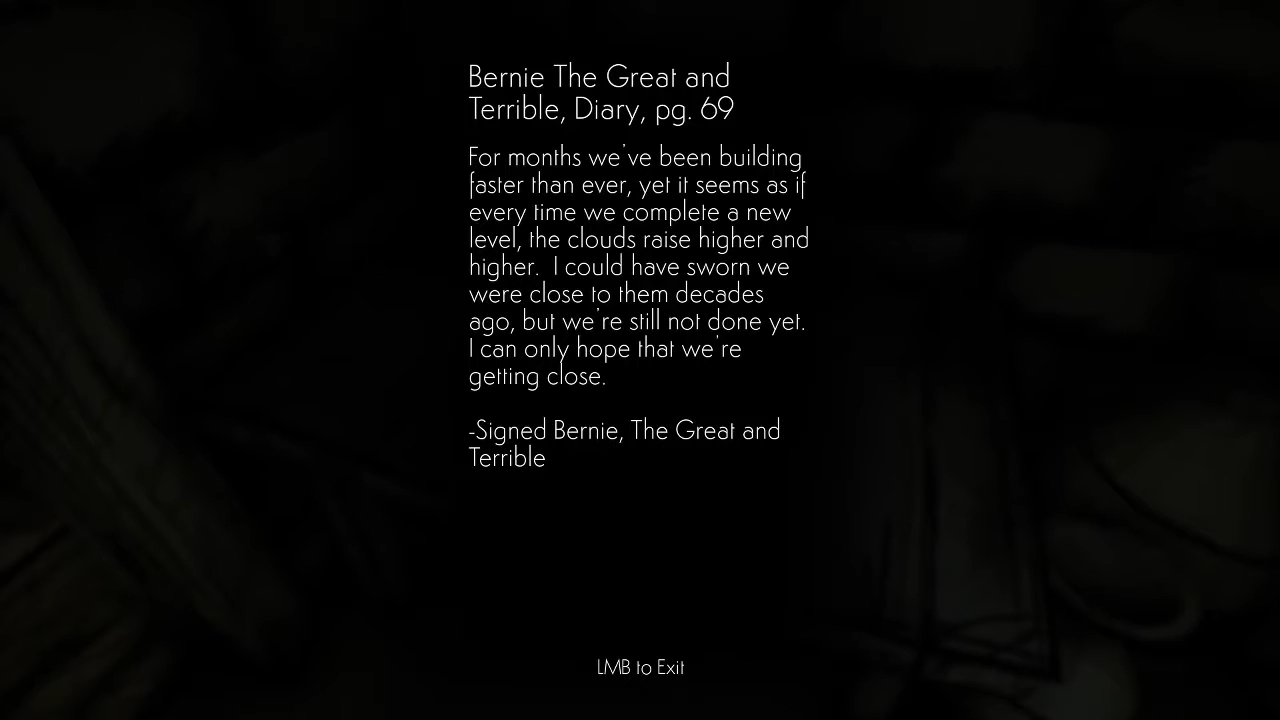 Bernie The Great and
Terrible, Diary, pg. 69
For months we've been building
faster than ever, yet it seems as if
every time we complete a new
level, the clouds raise higher and
higher.  I could have sworn we
were close to them decades
ago, but we're still not done yet.
I can only hope that we're
getting close.
-Signed Bernie, The Great and
Terrible
LMB to Exit